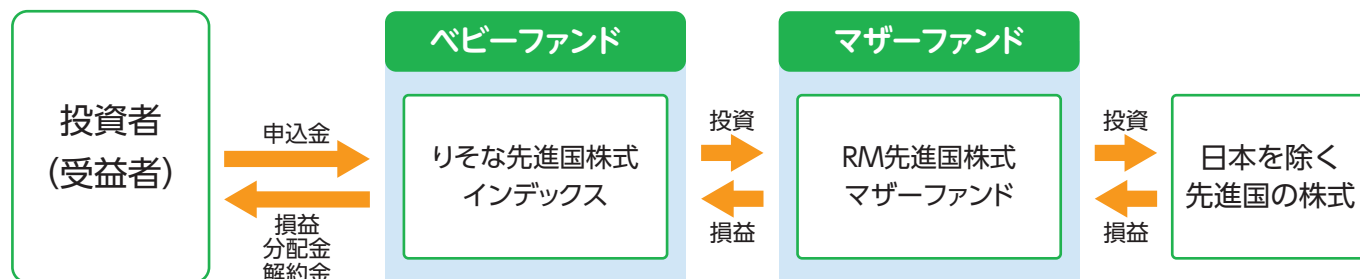 投資者
(受益者)
申込金
損益
分配金
解約金
ベビーファンド
りそな先進国株式
インデックス
投資
損益
マザーファンド
RM先進国株式
マザーファンド
投資
損益
日本を除く
先進国の株式